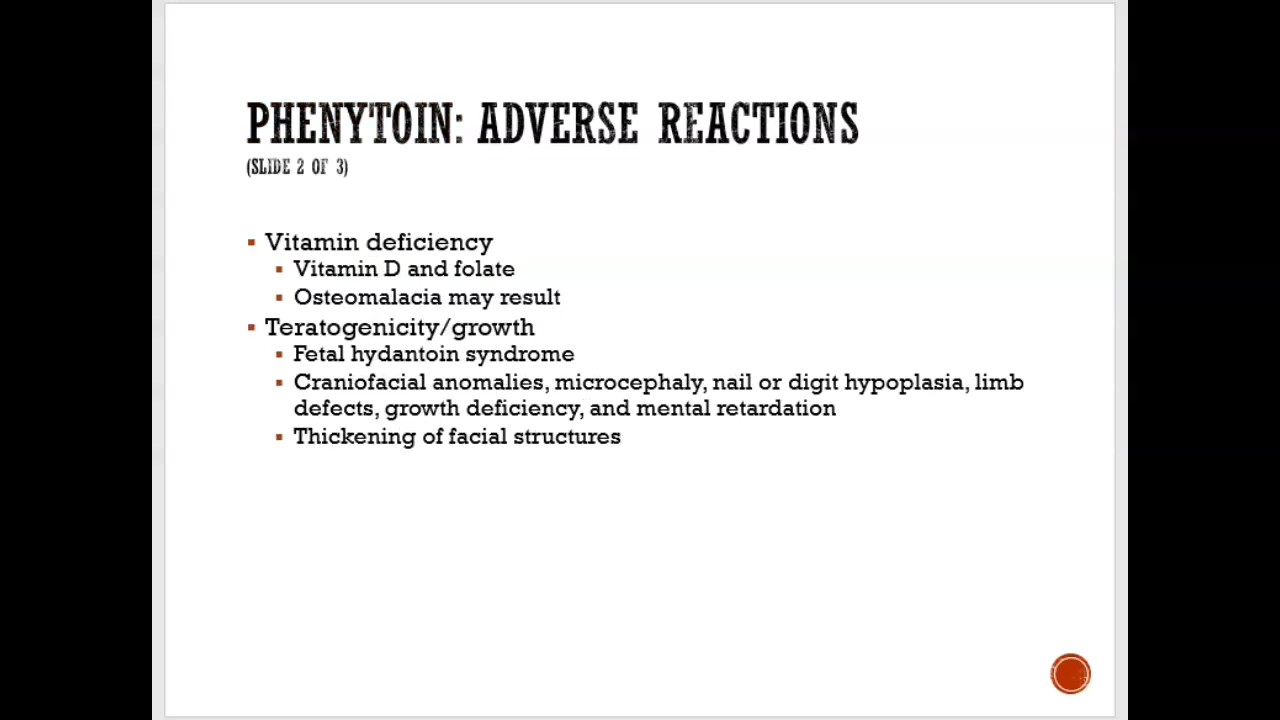 PHENYTOIN: ADVERSE REACTIONS
(SLIDE 2 OF 3)
▪ Vitamin deficiency
▪ Vitamin D and folate
▪ Osteomalacia may result
▪ Teratogenicity/growth
▪ Fetal hydantoin syndrome
▪ Craniofacial anomalies, microcephaly, nail or digit hypoplasia, limb
defects, growth deficiency, and mental retardation
▪ Thickening of facial structures